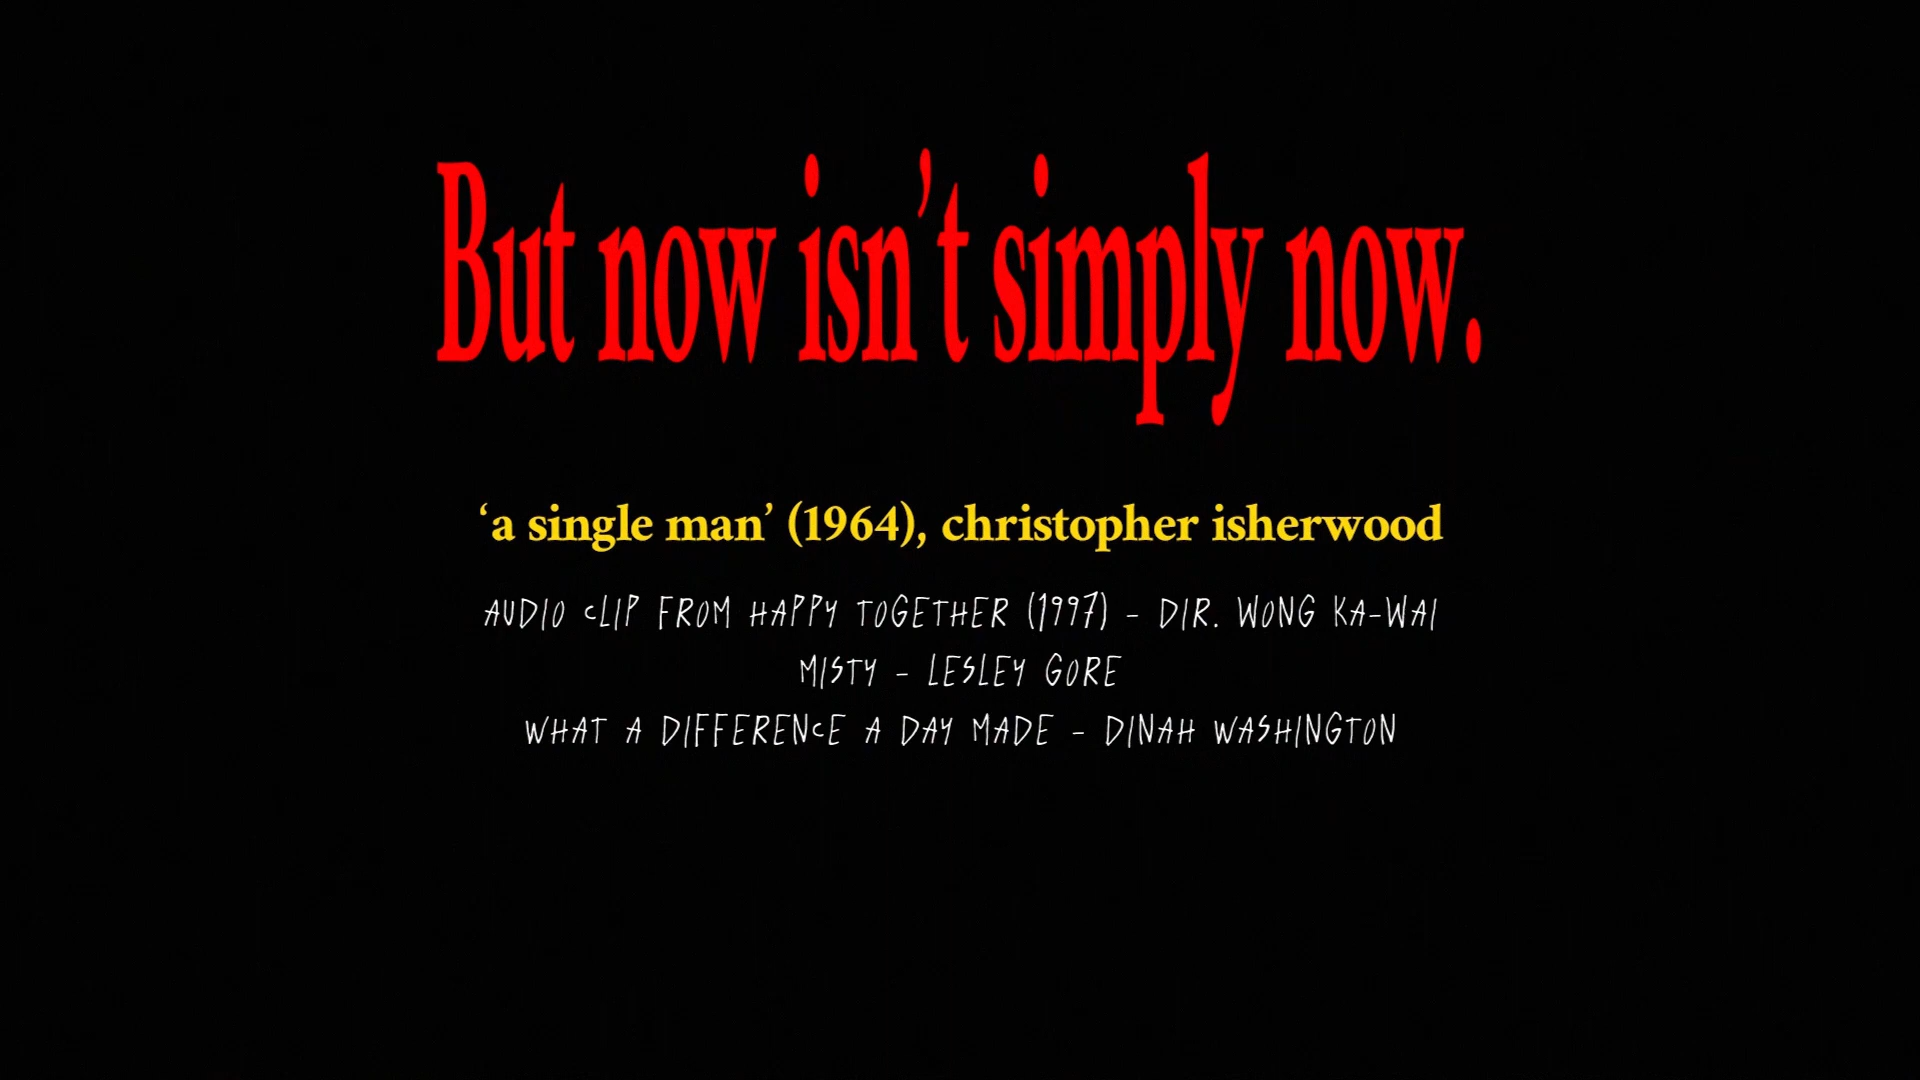 But now isn’t simply now.
‘a single man’ (1964), christopher isherwood
AUDIO CLIP FROM HAPPY TOGETHER (1997) - DIR. WONG KA-WAI
MISTY - LESLEY GORE
WHAT A DIFFERENCE A DAY MADE - DINAH WASHINGTON